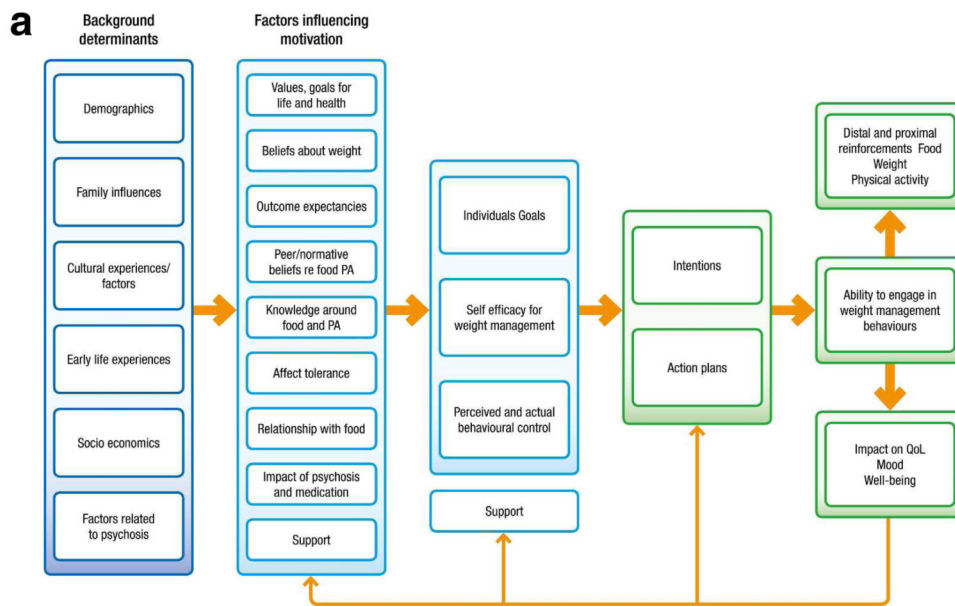 a
Background
determinants
Demographics
Family influences
Cultural experiences/
factors
Early life experiences
Socio economics
Factors related
to psychosis
Factors influencing
motivation
Values, goals for
life and health
Beliefs about weight
Outcome expectancies
Peer/normative
beliefs re food PA
Knowledge around
food and PA
Affect tolerance
Relationship with food
Impact of psychosis
and medication
Support
Individuals Goals
Self efficacy for
weight management
Perceived and actual
behavioural control
Support
Intentions
Action plans
Distal and proximal
reinforcements Food
Weight
Physical activity
Ability to engage in
weight management
behaviours
Impact on QoL
Mood
Well-being